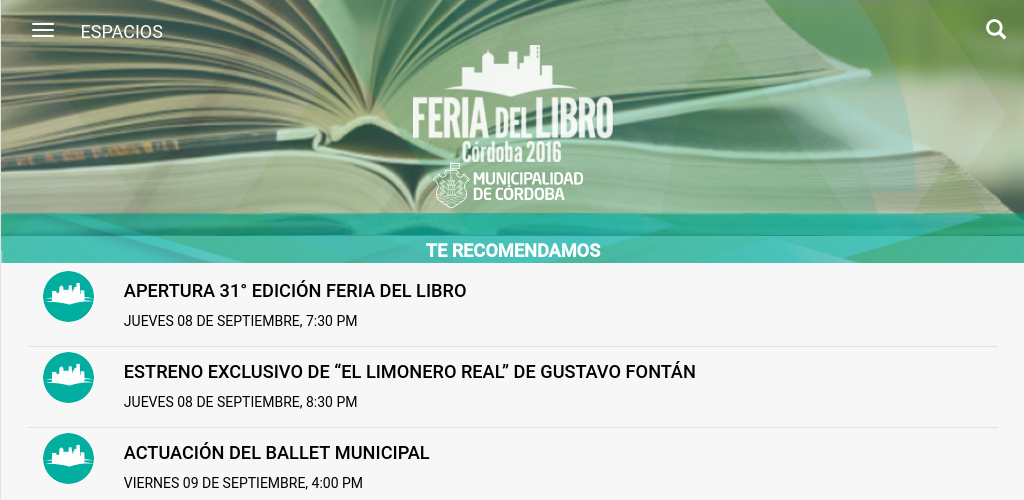 ESPACIOS
FERIA DEL LIBRO
Córdoba 2016
MUNICIPALIDAD
DE CÓRDOBA
TE RECOMENDAMOS
APERTURA 31° EDICIÓN FERIA DEL LIBRO
JUEVES 08 DE SEPTIEMBRE, 7:30 PM
ESTRENO EXCLUSIVO DE “EL LIMONERO REAL” DE GUSTAVO FONTÁN
JUEVES 08 DE SEPTIEMBRE, 8:30 PM
ACTUACIÓN DEL BALLET MUNICIPAL
VIERNES 09 DE SEPTIEMBRE, 4:00 PM